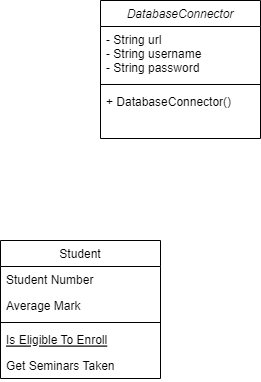 DatabaseConnector
- String url
- String username
- String password
+ DatabaseConnector()
Student
Student Number
Average Mark
Is Eligible To Enroll
Get Seminars Taken